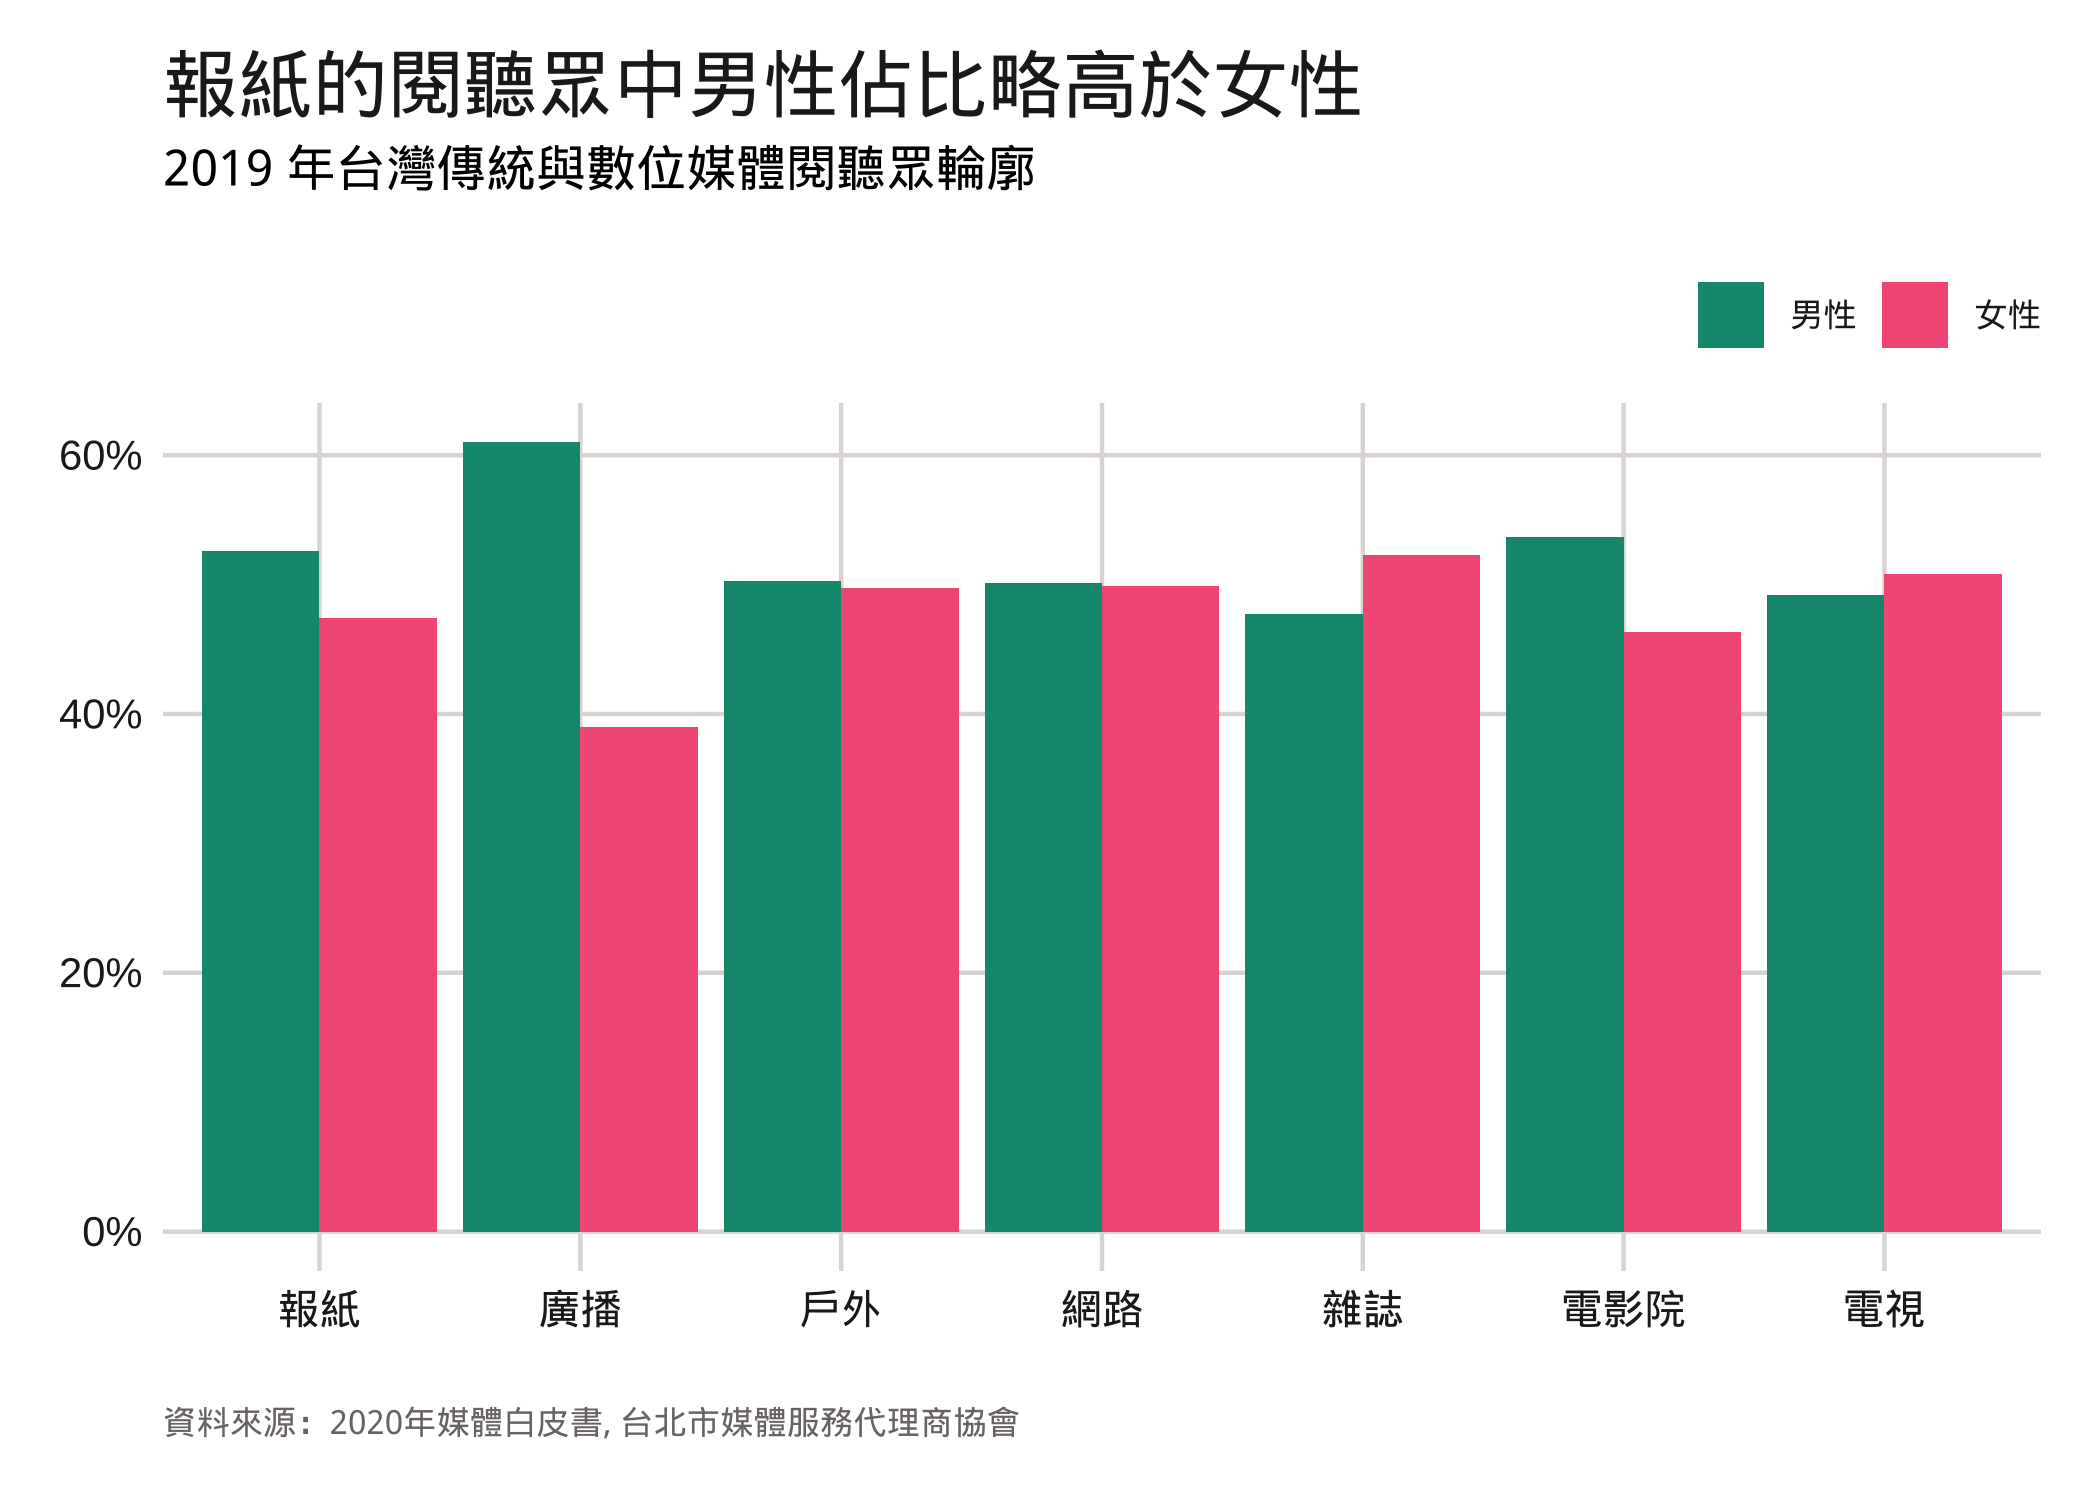 報紙的閱聽眾中男性佔比略高於女性
2019 年台灣傳統與數位媒體閱聽眾輪廓
男性 女性
60%
40%
20%
0%
報紙 廣播 戶外 網路 雜誌 電影院 電視
資料來源：2020年媒體白皮書, 台北市媒體服務代理商協會